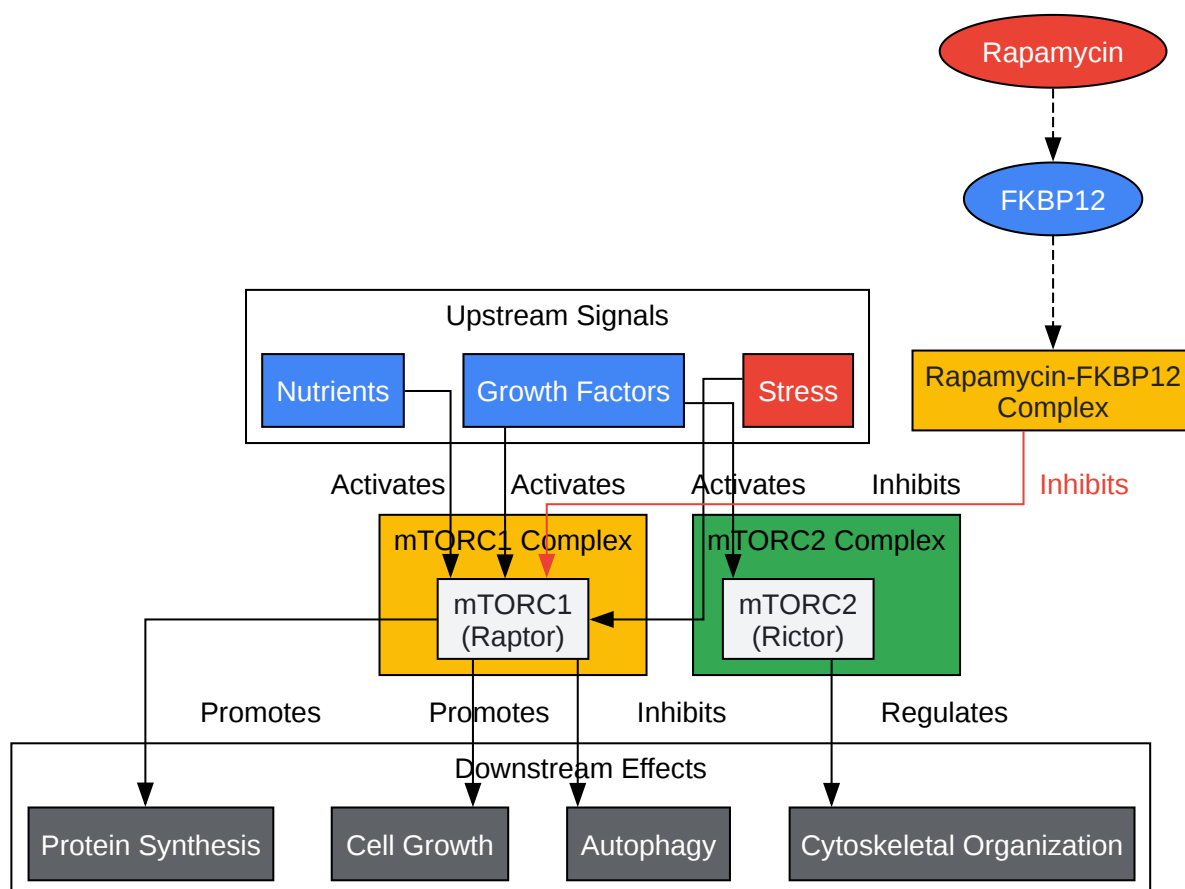 Rapamycin
FKBP12
Upstream Signals
Nutrients
Growth Factors
Stress
Rapamycin-FKBP12
Complex
Activates
Activates
Activates
Inhibits
Inhibits
mTORC1 Complex
mTORC2 Complex
mTORC1
(Raptor)
mTORC2
(Rictor)
Promotes
Promotes
Inhibits
Regulates
Downstream Effects
Protein Synthesis
Cell Growth
Autophagy
Cytoskeletal Organization